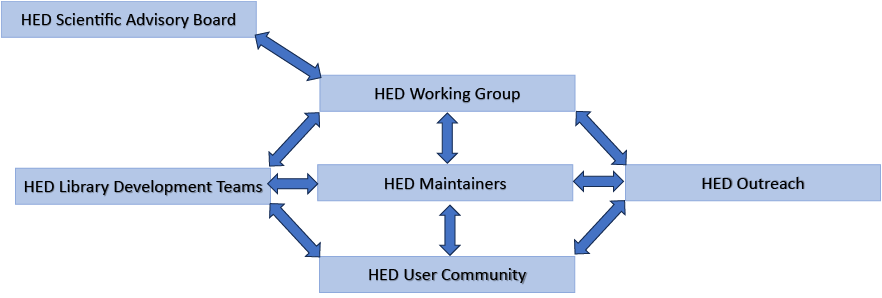 HED Scientific Advisory Board
HED Working Group
HED Library Development Teams
HED Maintainers
HED Outreach
HED User Community